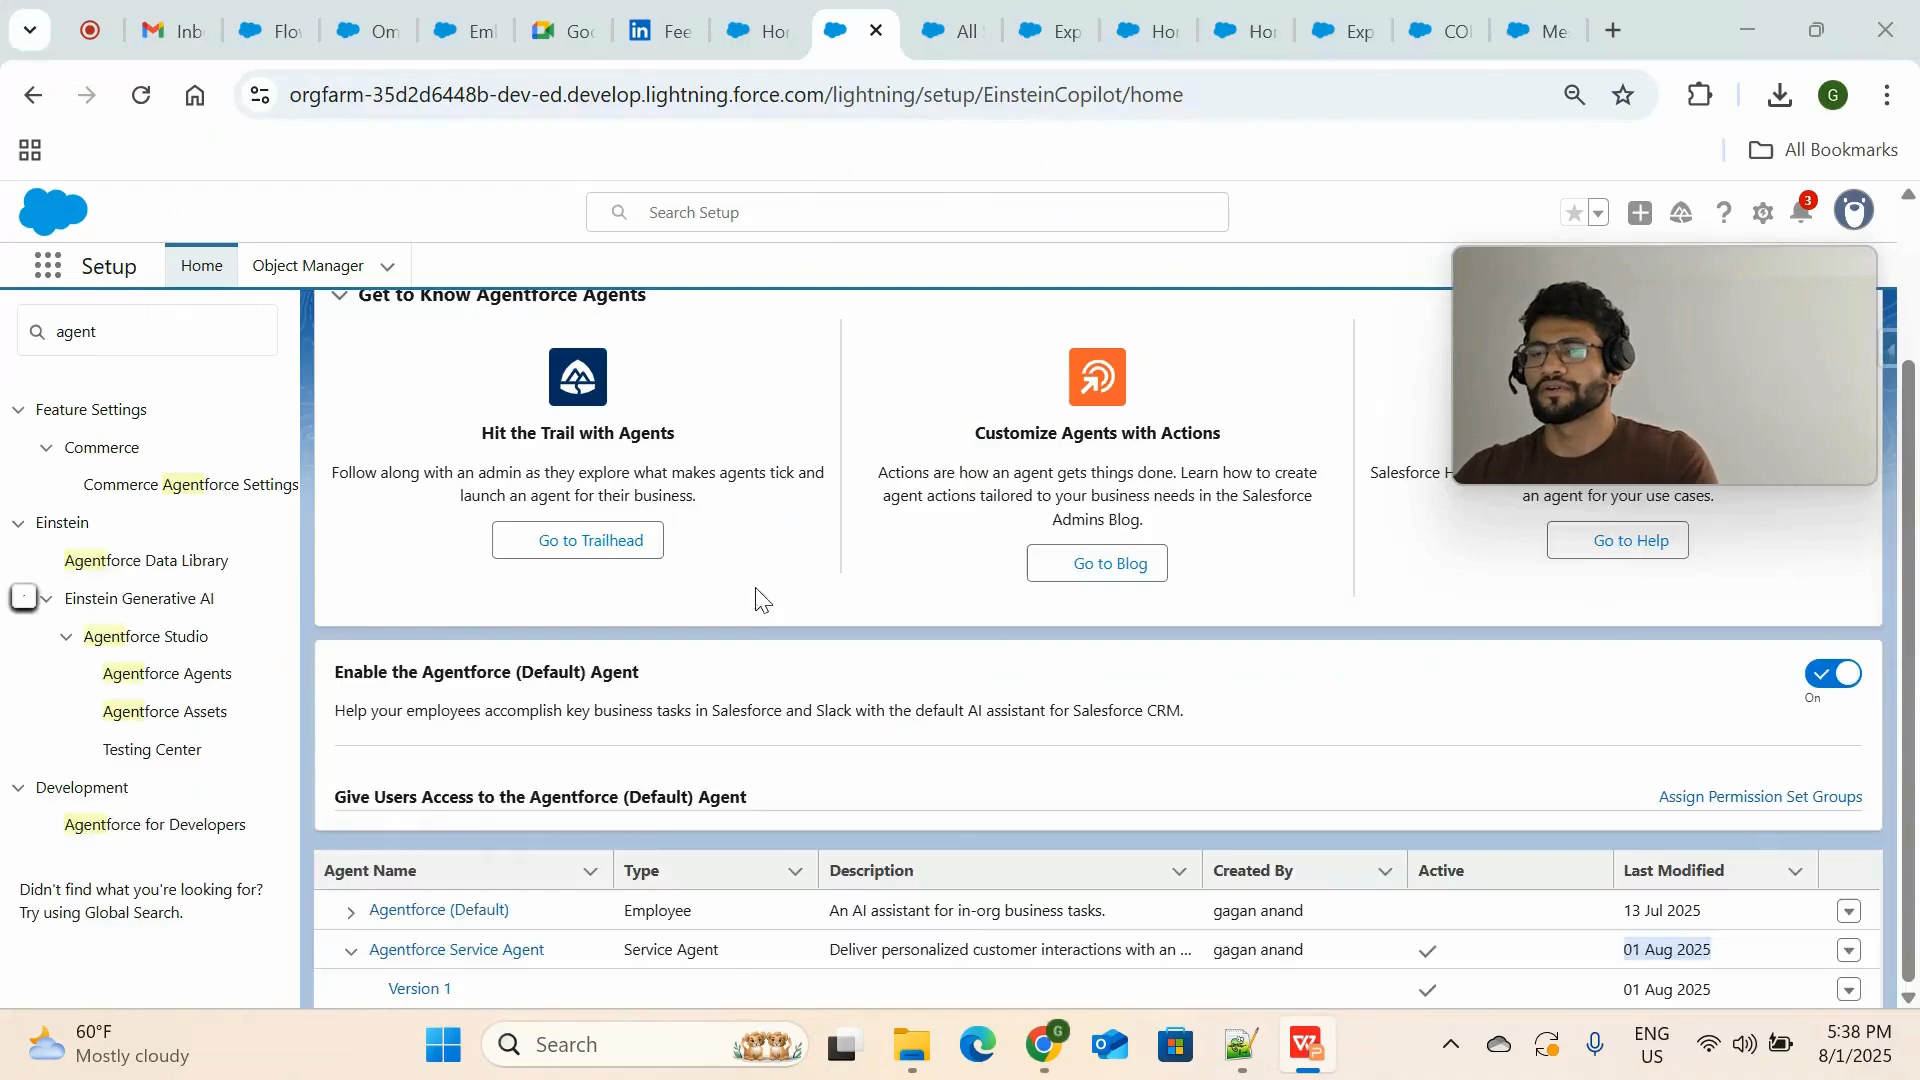 Inb
Flo
Om
Eml
Go
in
Fee
Hor
All
Exp
Hor
Hor
Exp
COI
Me
orgfarm-35d2d6448b-dev-ed.develop.lightning.force.com/lightning/setup/EinsteinCopilot/home
G
All Bookmarks
Search Setup
3
Setup
Home
Object Manager
agent
Feature Settings
Commerce
Commerce Agentforce Settings
Einstein
Agentforce Data Library
Einstein Generative AI
Agentforce Studio
Agentforce Agents
Agentforce Assets
Testing Center
Development
Agentforce for Developers
Didn't find what you're looking for?
Try using Global Search.
Get to Know Agentforce Agents
Hit the Trail with Agents
Follow along with an admin as they explore what makes agents tick and
launch an agent for their business.
Go to Trailhead
Customize Agents with Actions
Actions are how an agent gets things done. Learn how to create
agent actions tailored to your business needs in the Salesforce
Admins Blog.
Go to Blog
Salesforce H
an agent for your use cases.
Go to Help
Enable the Agentforce (Default) Agent
On
Help your employees accomplish key business tasks in Salesforce and Slack with the default AI assistant for Salesforce CRM.
Give Users Access to the Agentforce (Default) Agent
Assign Permission Set Groups
Agent Name Type Description Created By Active Last Modified
Agentforce (Default) Employee An AI assistant for in-org business tasks. gagan anand 13 Jul 2025
Agentforce Service Agent Service Agent Deliver personalized customer interactions with an ... gagan anand 01 Aug 2025
Version 1 01 Aug 2025
60°F
Mostly cloudy
Search
G
ENG
US
5:38 PM
8/1/2025